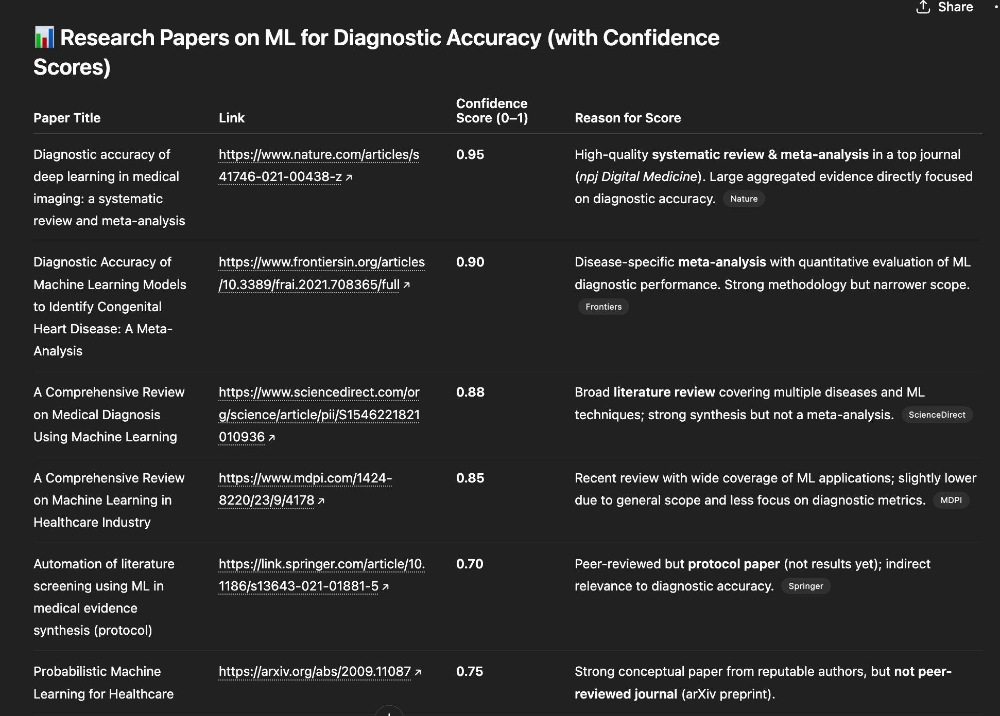 Share
Research Papers on ML for Diagnostic Accuracy (with Confidence
Scores)
Paper Title
Link
Confidence
Score (0–1)
Reason for Score
Diagnostic accuracy of
deep learning in medical
imaging: a systematic
review and meta-analysis
https://www.nature.com/articles/s
41746-021-00438-z ↗
0.95
High-quality systematic review & meta-analysis in a top journal
(npj Digital Medicine). Large aggregated evidence directly focused
on diagnostic accuracy. Nature
Diagnostic Accuracy of
Machine Learning Models
to Identify Congenital
Heart Disease: A Meta-
Analysis
https://www.frontiersin.org/articles
/10.3389/frai.2021.708365/full ↗
0.90
Disease-specific meta-analysis with quantitative evaluation of ML
diagnostic performance. Strong methodology but narrower scope.
Frontiers
A Comprehensive Review
on Medical Diagnosis
Using Machine Learning
https://www.sciencedirect.com/or
g/science/article/pii/S1546221821
010936 ↗
0.88
Broad literature review covering multiple diseases and ML
techniques; strong synthesis but not a meta-analysis. ScienceDirect
A Comprehensive Review
on Machine Learning in
Healthcare Industry
https://www.mdpi.com/1424-
8220/23/9/4178 ↗
0.85
Recent review with wide coverage of ML applications; slightly lower
due to general scope and less focus on diagnostic metrics. MDPI
Automation of literature
screening using ML in
medical evidence
synthesis (protocol)
https://link.springer.com/article/10.
1186/s13643-021-01881-5 ↗
0.70
Peer-reviewed but protocol paper (not results yet); indirect
relevance to diagnostic accuracy. Springer
Probabilistic Machine
Learning for Healthcare
https://arxiv.org/abs/2009.11087 ↗
0.75
Strong conceptual paper from reputable authors, but not peer-
reviewed journal (arXiv preprint).